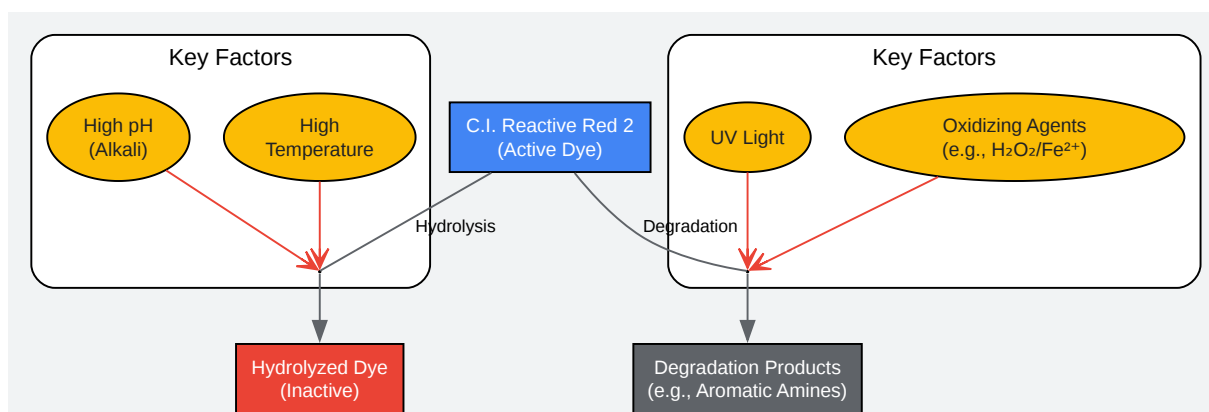 Key Factors
High pH
(Alkali)
High
Temperature
C.I. Reactive Red 2
(Active Dye)
Key Factors
UV Light
Oxidizing Agents
(e.g., H₂O₂/Fe²⁺)
Hydrolysis
Degradation
Hydrolyzed Dye
(Inactive)
Degradation Products
(e.g., Aromatic Amines)